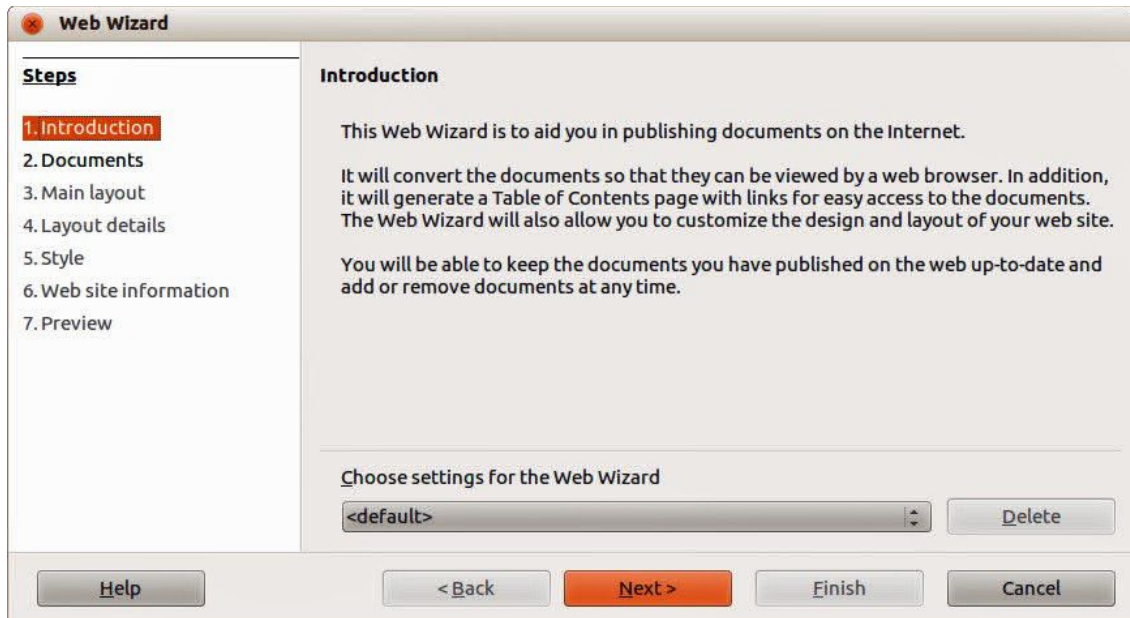 Web Wizard
Steps
1. Introduction
2. Documents
3. Main layout
4. Layout details
5. Style
6. Web site information
7. Preview
Introduction
This Web Wizard is to aid you in publishing documents on the Internet.
It will convert the documents so that they can be viewed by a web browser. In addition,
it will generate a Table of Contents page with links for easy access to the documents.
The Web Wizard will also allow you to customize the design and layout of your web site.
You will be able to keep the documents you have published on the web up-to-date and
add or remove documents at any time.
Choose settings for the Web Wizard
<default>
Delete
Help
< Back
Next >
Finish
Cancel